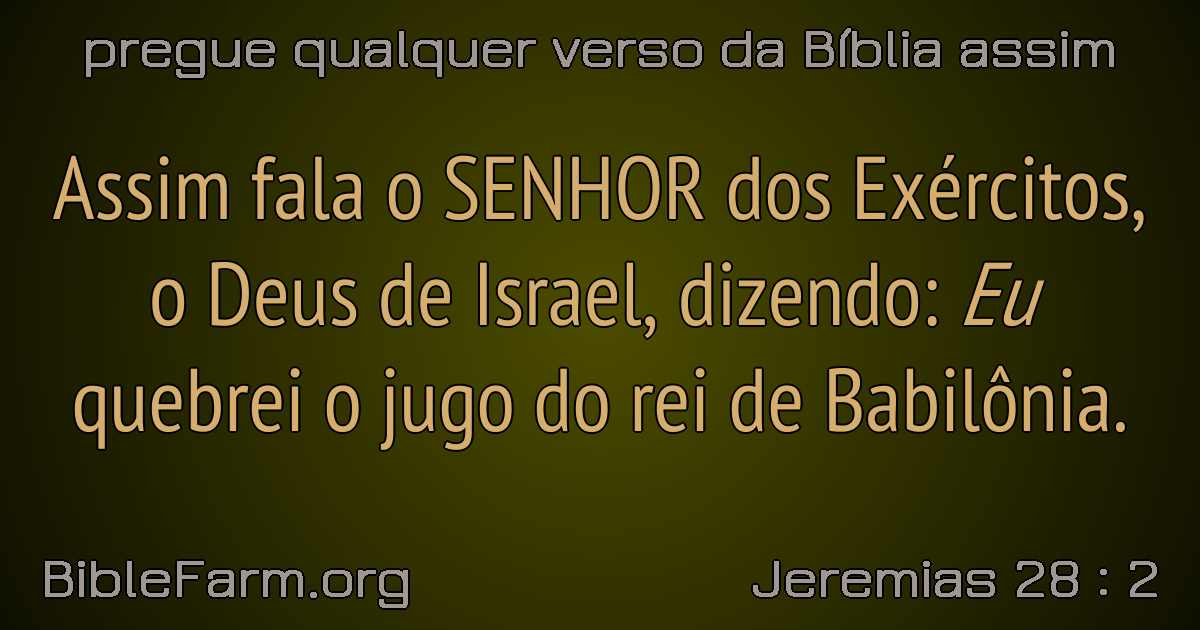 pregue qualquer verso da Bíblia assim
Assim fala o SENHOR dos Exércitos,
o Deus de Israel, dizendo: Eu
quebrei o jugo do rei de Babilônia.
BibleFarm.org
Jeremias 28 : 2